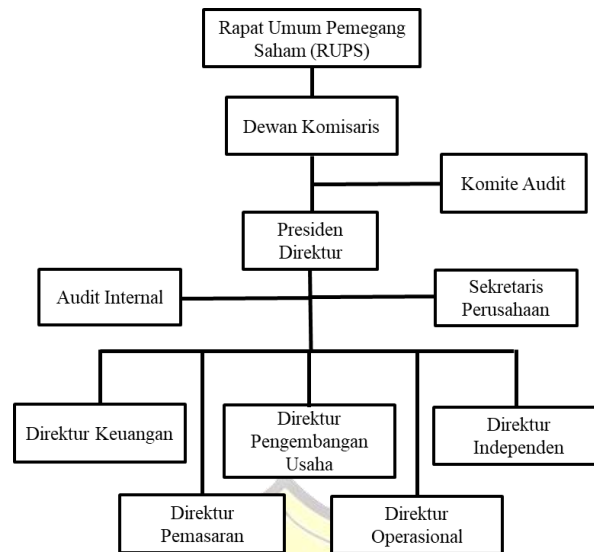 Rapat Umum Pemegang
Saham (RUPS)
Dewan Komisaris
Komite Audit
Presiden
Direktur
Audit Internal
Sekretaris
Perusahaan
Direktur Keuangan
Direktur
Pengembangan
Usaha
Direktur
Independen
Direktur
Pemasaran
Direktur
Operasional